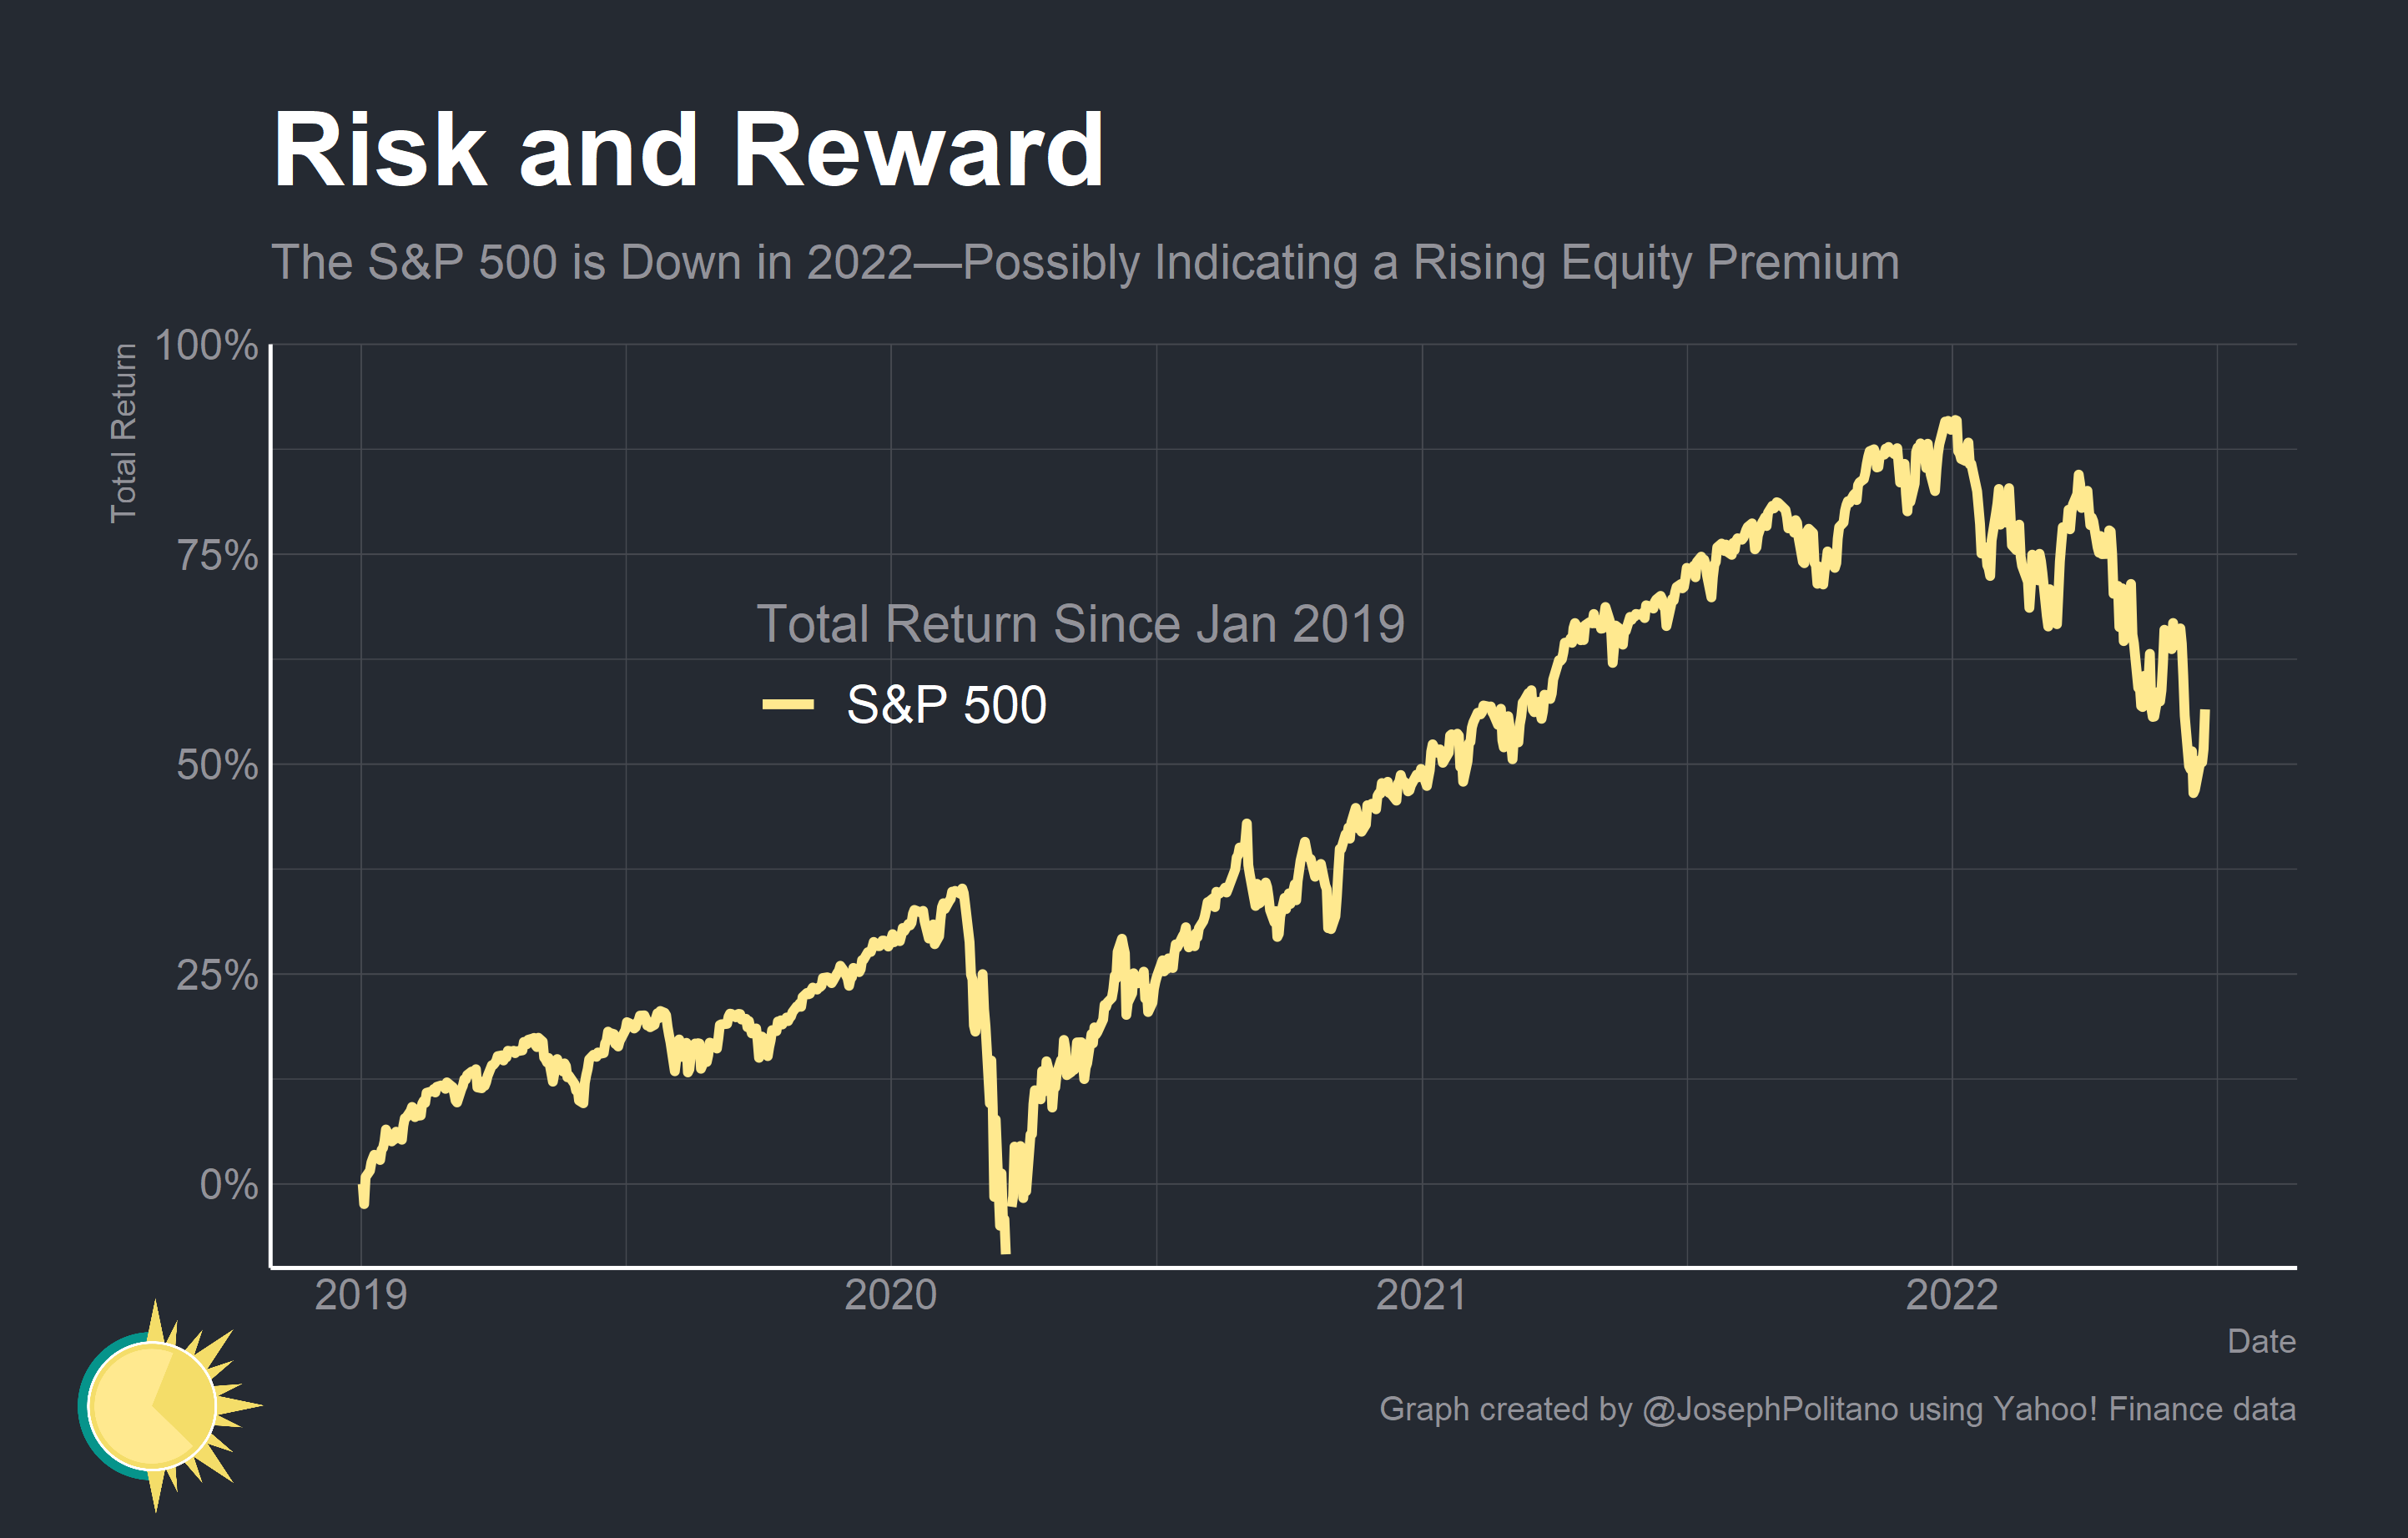 Risk and Reward
The S&P 500 is Down in 2022—Possibly Indicating a Rising Equity Premium
Total Return
100%
75%
50%
25%
0%
Total Return Since Jan 2019
S&P 500
2019
2020
2021
2022
Date
Graph created by @JosephPolitano using Yahoo! Finance data